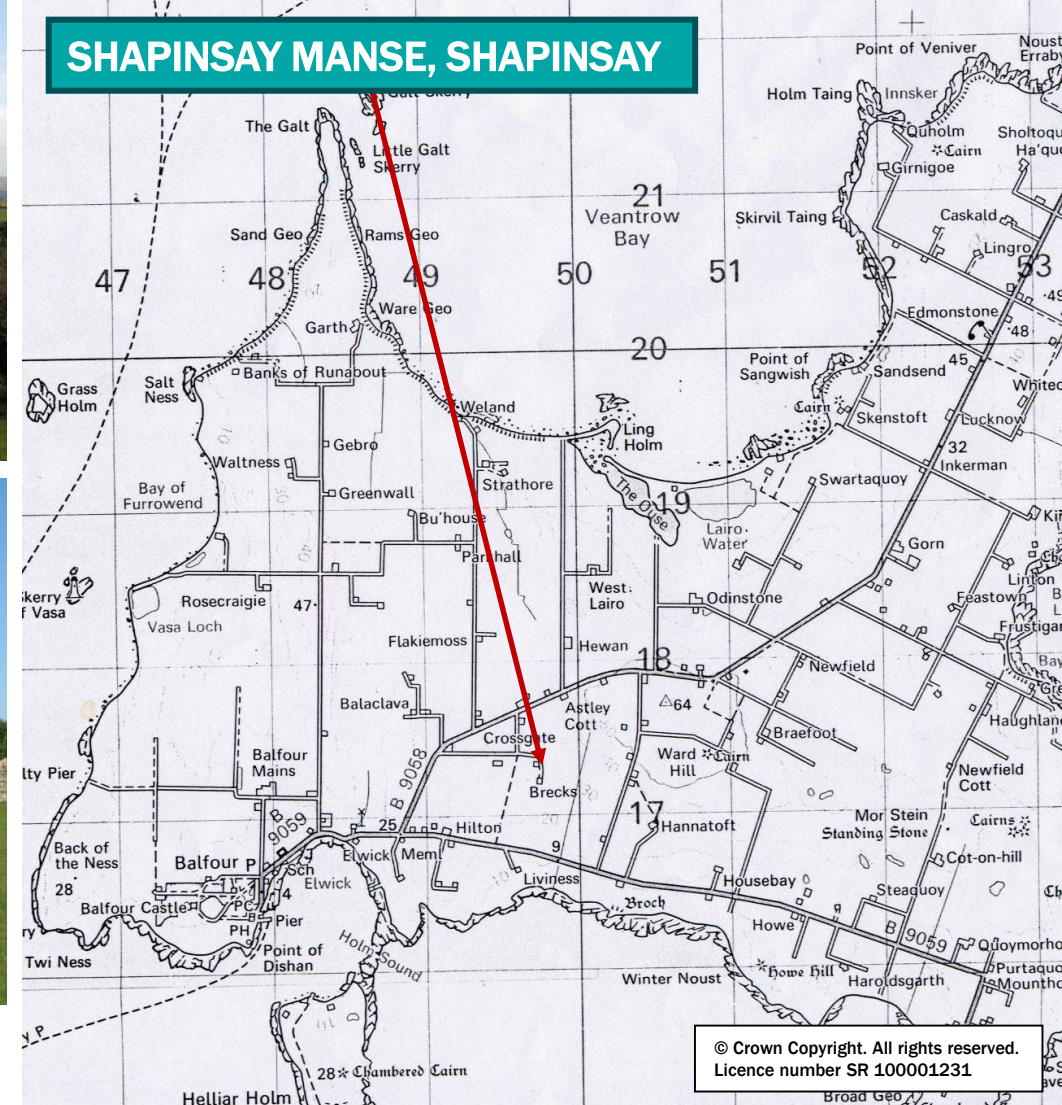 SHAPINSAY MANSE, SHAPINSAY
Point of Veniver
Holm Taing
Innsker
Galt Skerry
The Galt
Little Galt
Skerry
Quholm
Cairn
Girnigoe
21
Veantrow
Bay
Skirvil Taing
Caskald
Lingro
Sand Geo
Rams Geo
47
48
49
50
51
52
53
Ware Geo
Garth
Edmonstone
48
20
45
Banks of Runabout
Point of
Sangwish
Sandsend
Grass
Holm
Salt
Ness
Weland
Cairn
Skenstoft
Lucknow
Ling
Holm
Gebro
32
Inkerman
Waltness
Strathore
Swartaquoy
Greenwall
Bay of
Furrowend
The Ouse
19
Bu'house
Lairo
Water
Gorn
West
Lairo
Odinstone
Linton
Feastown
Rosecraigie
47
Vasa Loch
Flakiemoss
Hewan
18
Newfield
Balaclava
Astley
Cott
64
Crossgate
Braefoot
Balfour
Mains
B 9058
Ward
Hill
Cairn
Brecks
Newfield
Cott
B
9059
25
Hilton
17
Hannatoft
Mor Stein
Standing Stone
Cairns
Back of
the Ness
28
Balfour
P
Sch
Elwick
Meml
9
Elwick
Liviness
Housebay
Cot-on-hill
Balfour Castle
PC
4
Broch
Steaquoy
PH
Pier
Howe
B 9059
Twi Ness
Point of
Dishan
Holm Sound
Winter Noust
Howe Hill
Haroldsgarth
28
Chambered Cairn
Helliar Holm
Broad Geo
© Crown Copyright. All rights reserved.
Licence number SR 100001231